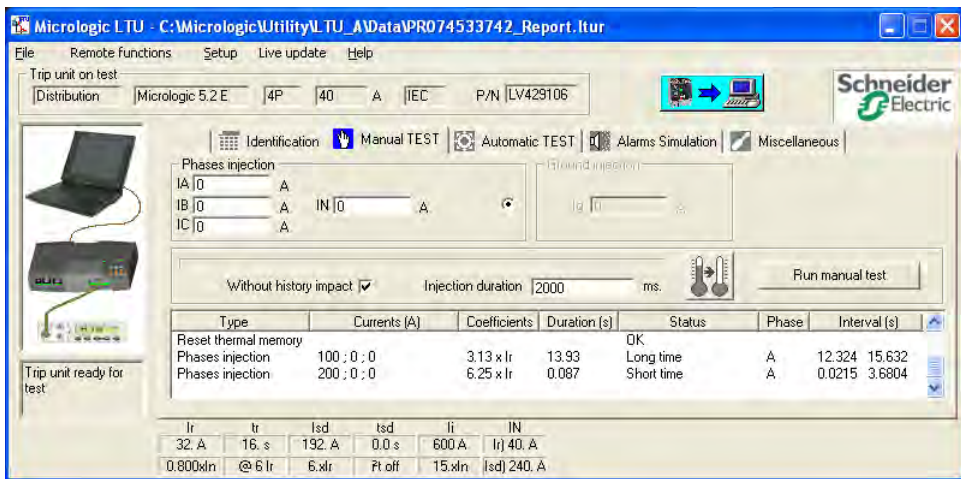 Micrologic LTU - C:\Micrologic\Utility\LTU_A\Data\PR074533742_Report.ltur
File Remote functions Setup Live update Help
Trip unit on test
Distribution Micrologic 5.2 E 4P 40 A IEC P/N LV429106
Schneider
Electric
Identification Manual TEST Automatic TEST Alarms Simulation Miscellaneous
Phases injection Ground injection
IA 0 A
IB 0 A IN 0 A Ig 0 A
IC 0 A
Without history impact Injection duration 2000 ms. Run manual test
Type Currents (A) Coefficients Duration (s) Status Phase Interval (s)
Reset thermal memory OK
Phases injection 100 ; 0 ; 0 3.13 x Ir 13.93 Long time A 12.324 15.632
Phases injection 200 ; 0 ; 0 6.25 x Ir 0.087 Short time A 0.0215 3.6804
Trip unit ready for
test
Ir tr Isd tsd Ii IN
32. A 16. s 192. A 0.0 s 600 A Ir) 40. A
0.800xIn @ 6 Ir 6.xIr I²t off 15.xIn Isd) 240. A